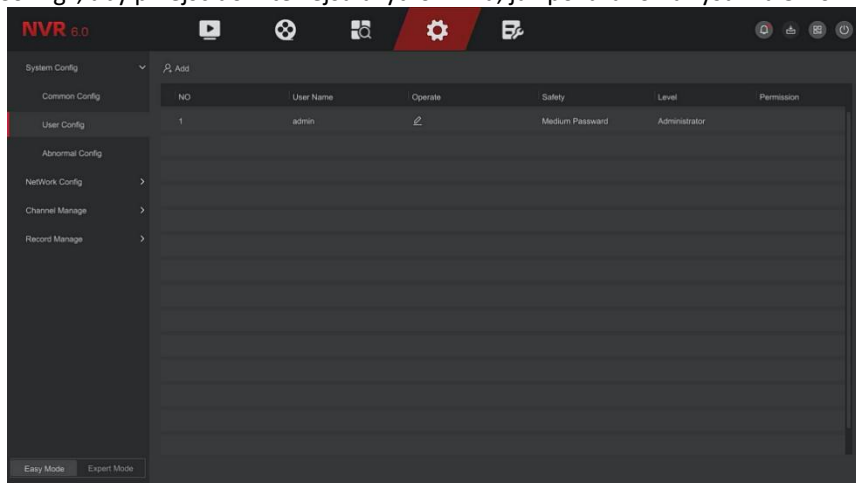 NVR 6.0
System Config
Common Config
User Config
Abnormal Config
NetWork Config
Channel Manage
Record Manage
Easy Mode Expert Mode
Add
NO User Name Operate Safety Level Permission
1 admin Medium Passward Administrator